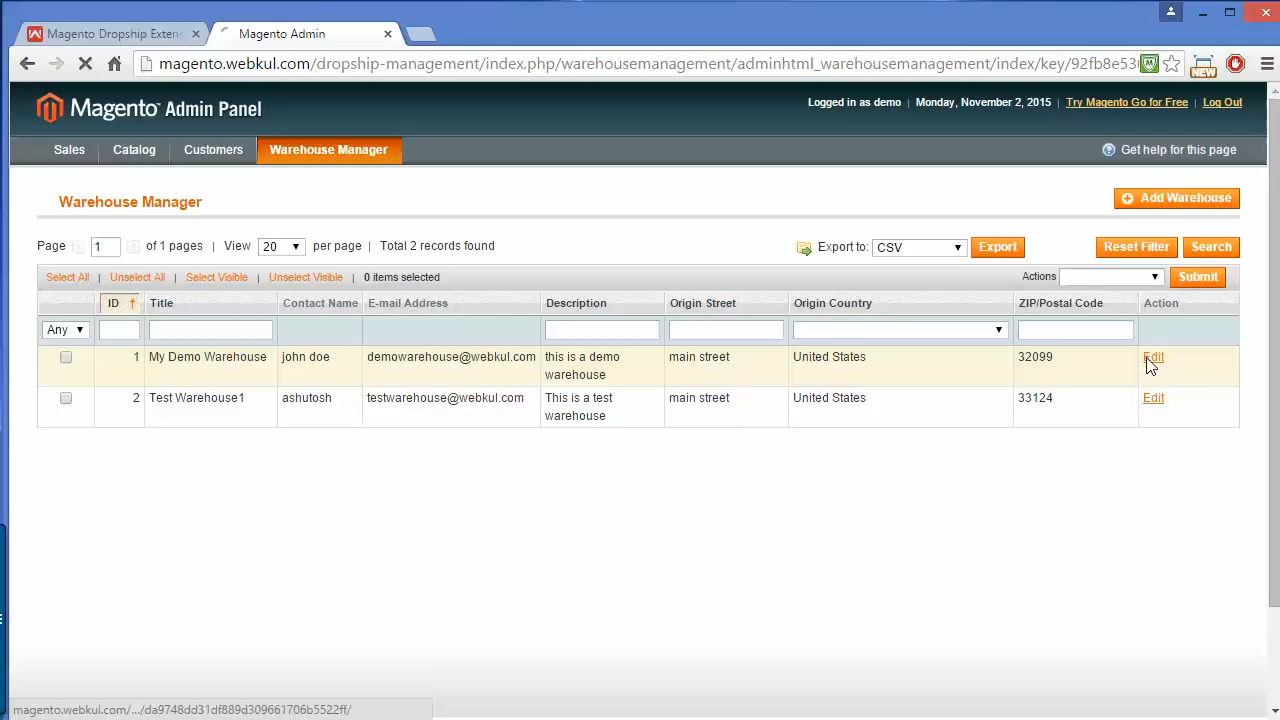 Magento Dropship Extens
Magento Admin
magento.webkul.com/dropship-management/index.php/warehousemanagement/adminhtml_warehousemanagement/index/key/92fb8e530
NEW
Magento Admin Panel
Logged in as demo | Monday, November 2, 2015 | Try Magento Go for Free | Log Out
Sales Catalog Customers Warehouse Manager Get help for this page
Warehouse Manager Add Warehouse
Page 1 of 1 pages | View 20 per page | Total 2 records found Export to: CSV Export Reset Filter Search
Select All | Unselect All | Select Visible | Unselect Visible | 0 items selected Actions Submit
ID Title Contact Name E-mail Address Description Origin Street Origin Country ZIP/Postal Code Action
Any
1 My Demo Warehouse john doe demowarehouse@webkul.com this is a demo main street United States 32099 Edit
warehouse
2 Test Warehouse1 ashutosh testwarehouse@webkul.com This is a test main street United States 33124 Edit
warehouse
magento.webkul.com/.../da9748dd31df889d309661706b5522ff/